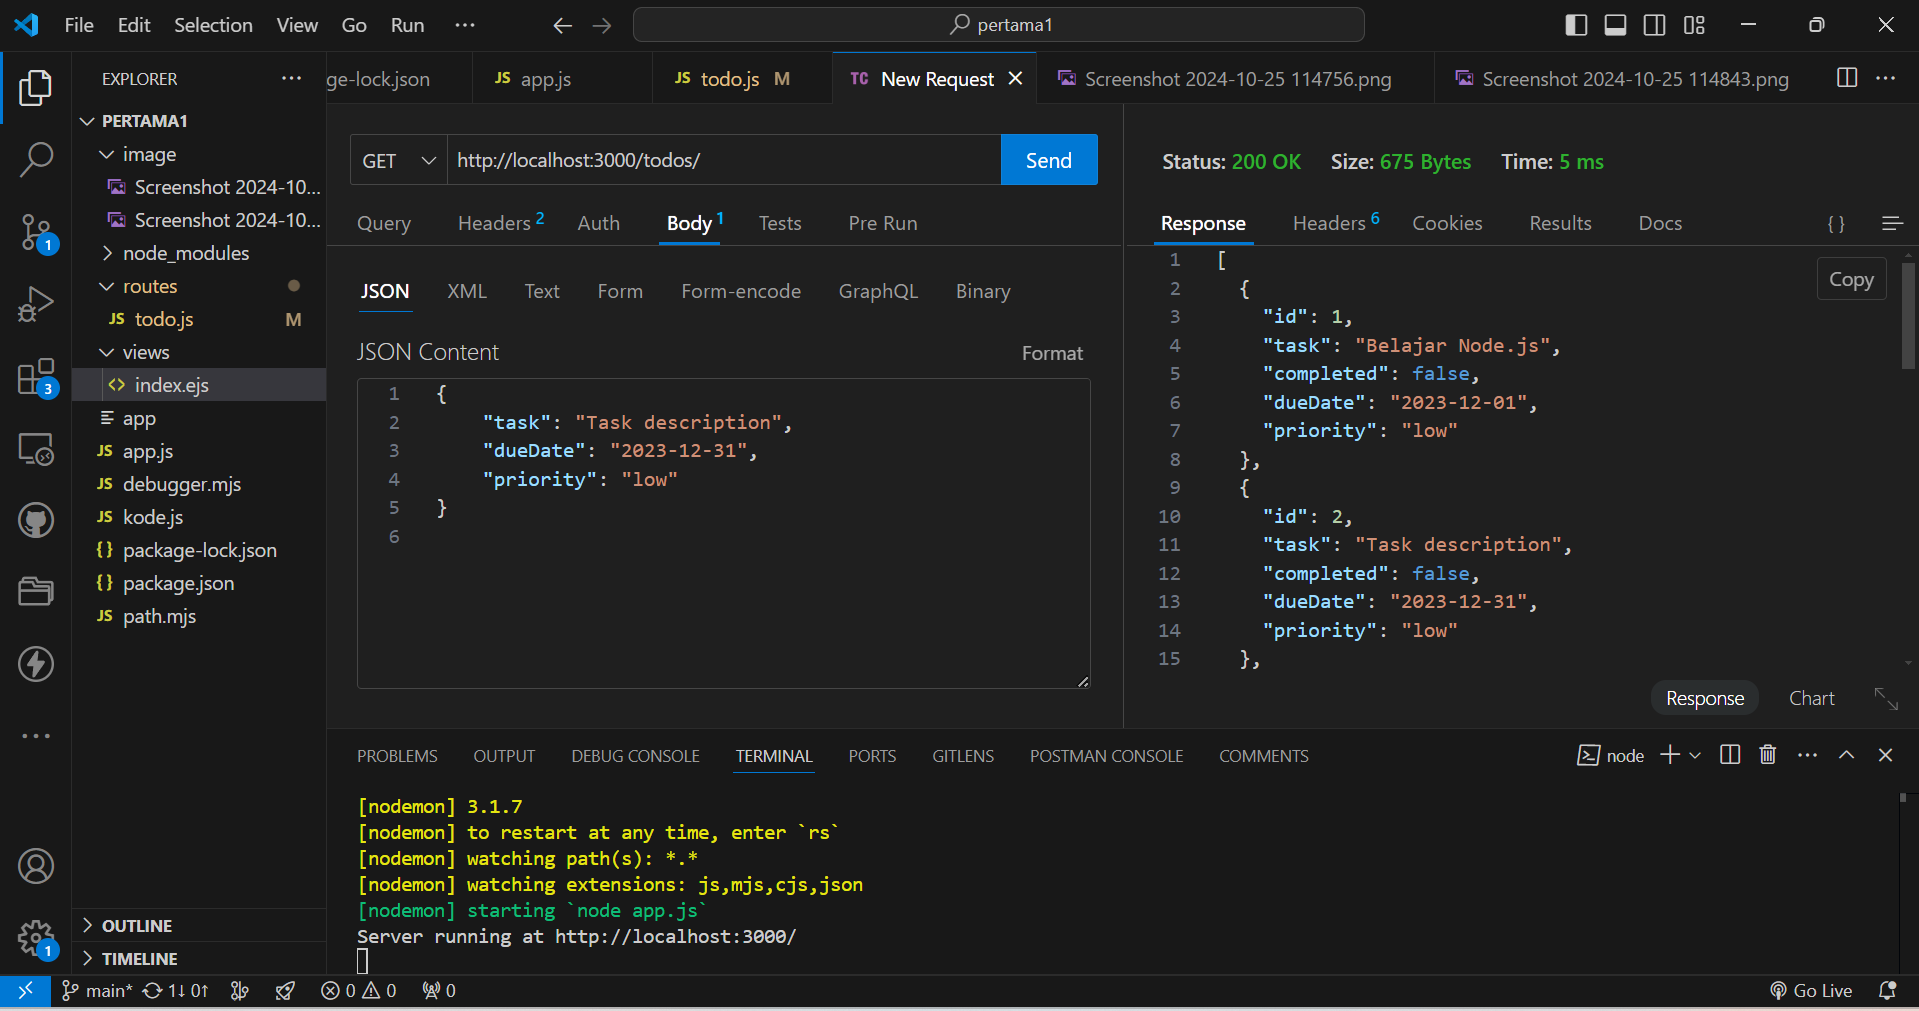 File Edit Selection View Go Run ··· pertama1
EXPLORER ···
PERTAMA1
image
Screenshot 2024-10...
Screenshot 2024-10...
node_modules
routes
JS todo.js M
views
<> index.ejs
app
JS app.js
JS debugger.mjs
JS kode.js
{} package-lock.json
{} package.json
JS path.mjs
OUTLINE
TIMELINE
1
3
1
ge-lock.json JS app.js JS todo.js M TC New Request Screenshot 2024-10-25 114756.png Screenshot 2024-10-25 114843.png ···
GET http://localhost:3000/todos/ Send
Query Headers 2 Auth Body 1 Tests Pre Run
JSON XML Text Form Form-encode GraphQL Binary
JSON Content Format
1 {
2 "task": "Task description",
3 "dueDate": "2023-12-31",
4 "priority": "low"
5 }
6
Status: 200 OK Size: 675 Bytes Time: 5 ms
Response Headers 6 Cookies Results Docs { }
Copy
1 [
2 {
3 "id": 1,
4 "task": "Belajar Node.js",
5 "completed": false,
6 "dueDate": "2023-12-01",
7 "priority": "low"
8 },
9 {
10 "id": 2,
11 "task": "Task description",
12 "completed": false,
13 "dueDate": "2023-12-31",
14 "priority": "low"
15 },
Response Chart
PROBLEMS OUTPUT DEBUG CONSOLE TERMINAL PORTS GITLENS POSTMAN CONSOLE COMMENTS node ···
[nodemon] 3.1.7
[nodemon] to restart at any time, enter `rs`
[nodemon] watching path(s): *.*
[nodemon] watching extensions: js,mjs,cjs,json
[nodemon] starting `node app.js`
Server running at http://localhost:3000/
main* 1↓ 0↑ 0 0 0 Go Live